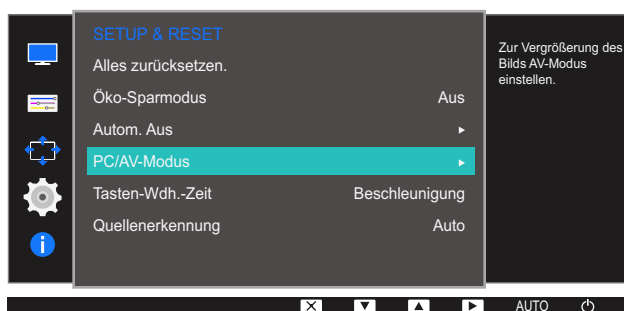 SETUP & RESET
Alles zurücksetzen.
Öko-Sparmodus Aus
Autom. Aus
PC/AV-Modus
Tasten-Wdh.-Zeit Beschleunigung
Quellenerkennung Auto
Zur Vergrößerung des
Bilds AV-Modus
einstellen.
AUTO